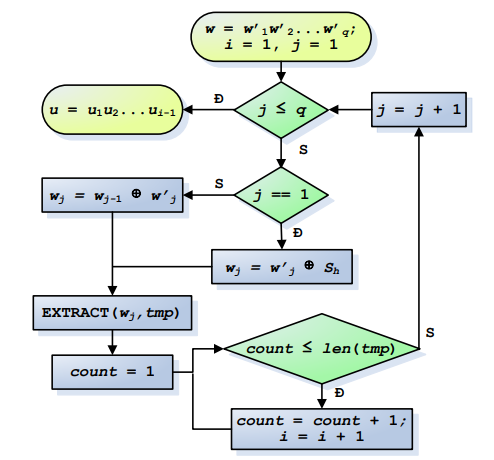 w = w'₁w'₂...w'q;
i = 1, j = 1
u = u₁u₂...uᵢ₋₁
Đ
j ≤ q
j = j + 1
S
wⱼ = wⱼ₋₁ ⊕ w'ⱼ
S
j == 1
Đ
wⱼ = w'ⱼ ⊕ Sₕ
EXTRACT(wⱼ,tmp)
count = 1
count ≤ len(tmp)
S
Đ
count = count + 1;
i = i + 1